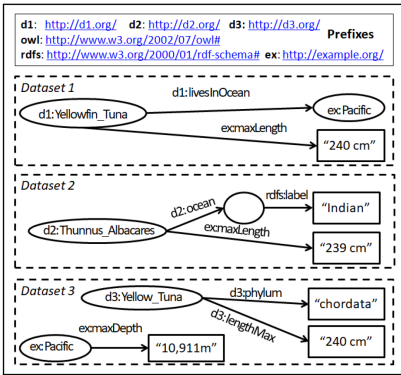 d1: http://d1.org/ d2: http://d2.org/ d3: http://d3.org/
owl: http://www.w3.org/2002/07/owl# Prefixes
rdfs: http://www.w3.org/2000/01/rdf-schema# ex: http://example.org/
Dataset 1
d1:livesInOcean
d1:Yellowfin_Tuna
ex:Pacific
ex:maxLength
"240 cm"
Dataset 2
rdfs:label
d2:ocean
"Indian"
d2:Thunnus_Albacares
ex:maxLength
"239 cm"
Dataset 3
d3:Yellow_Tuna
d3:phylum
"chordata"
d3:lengthMax
ex:maxDepth
"240 cm"
ex:Pacific
"10,911m"